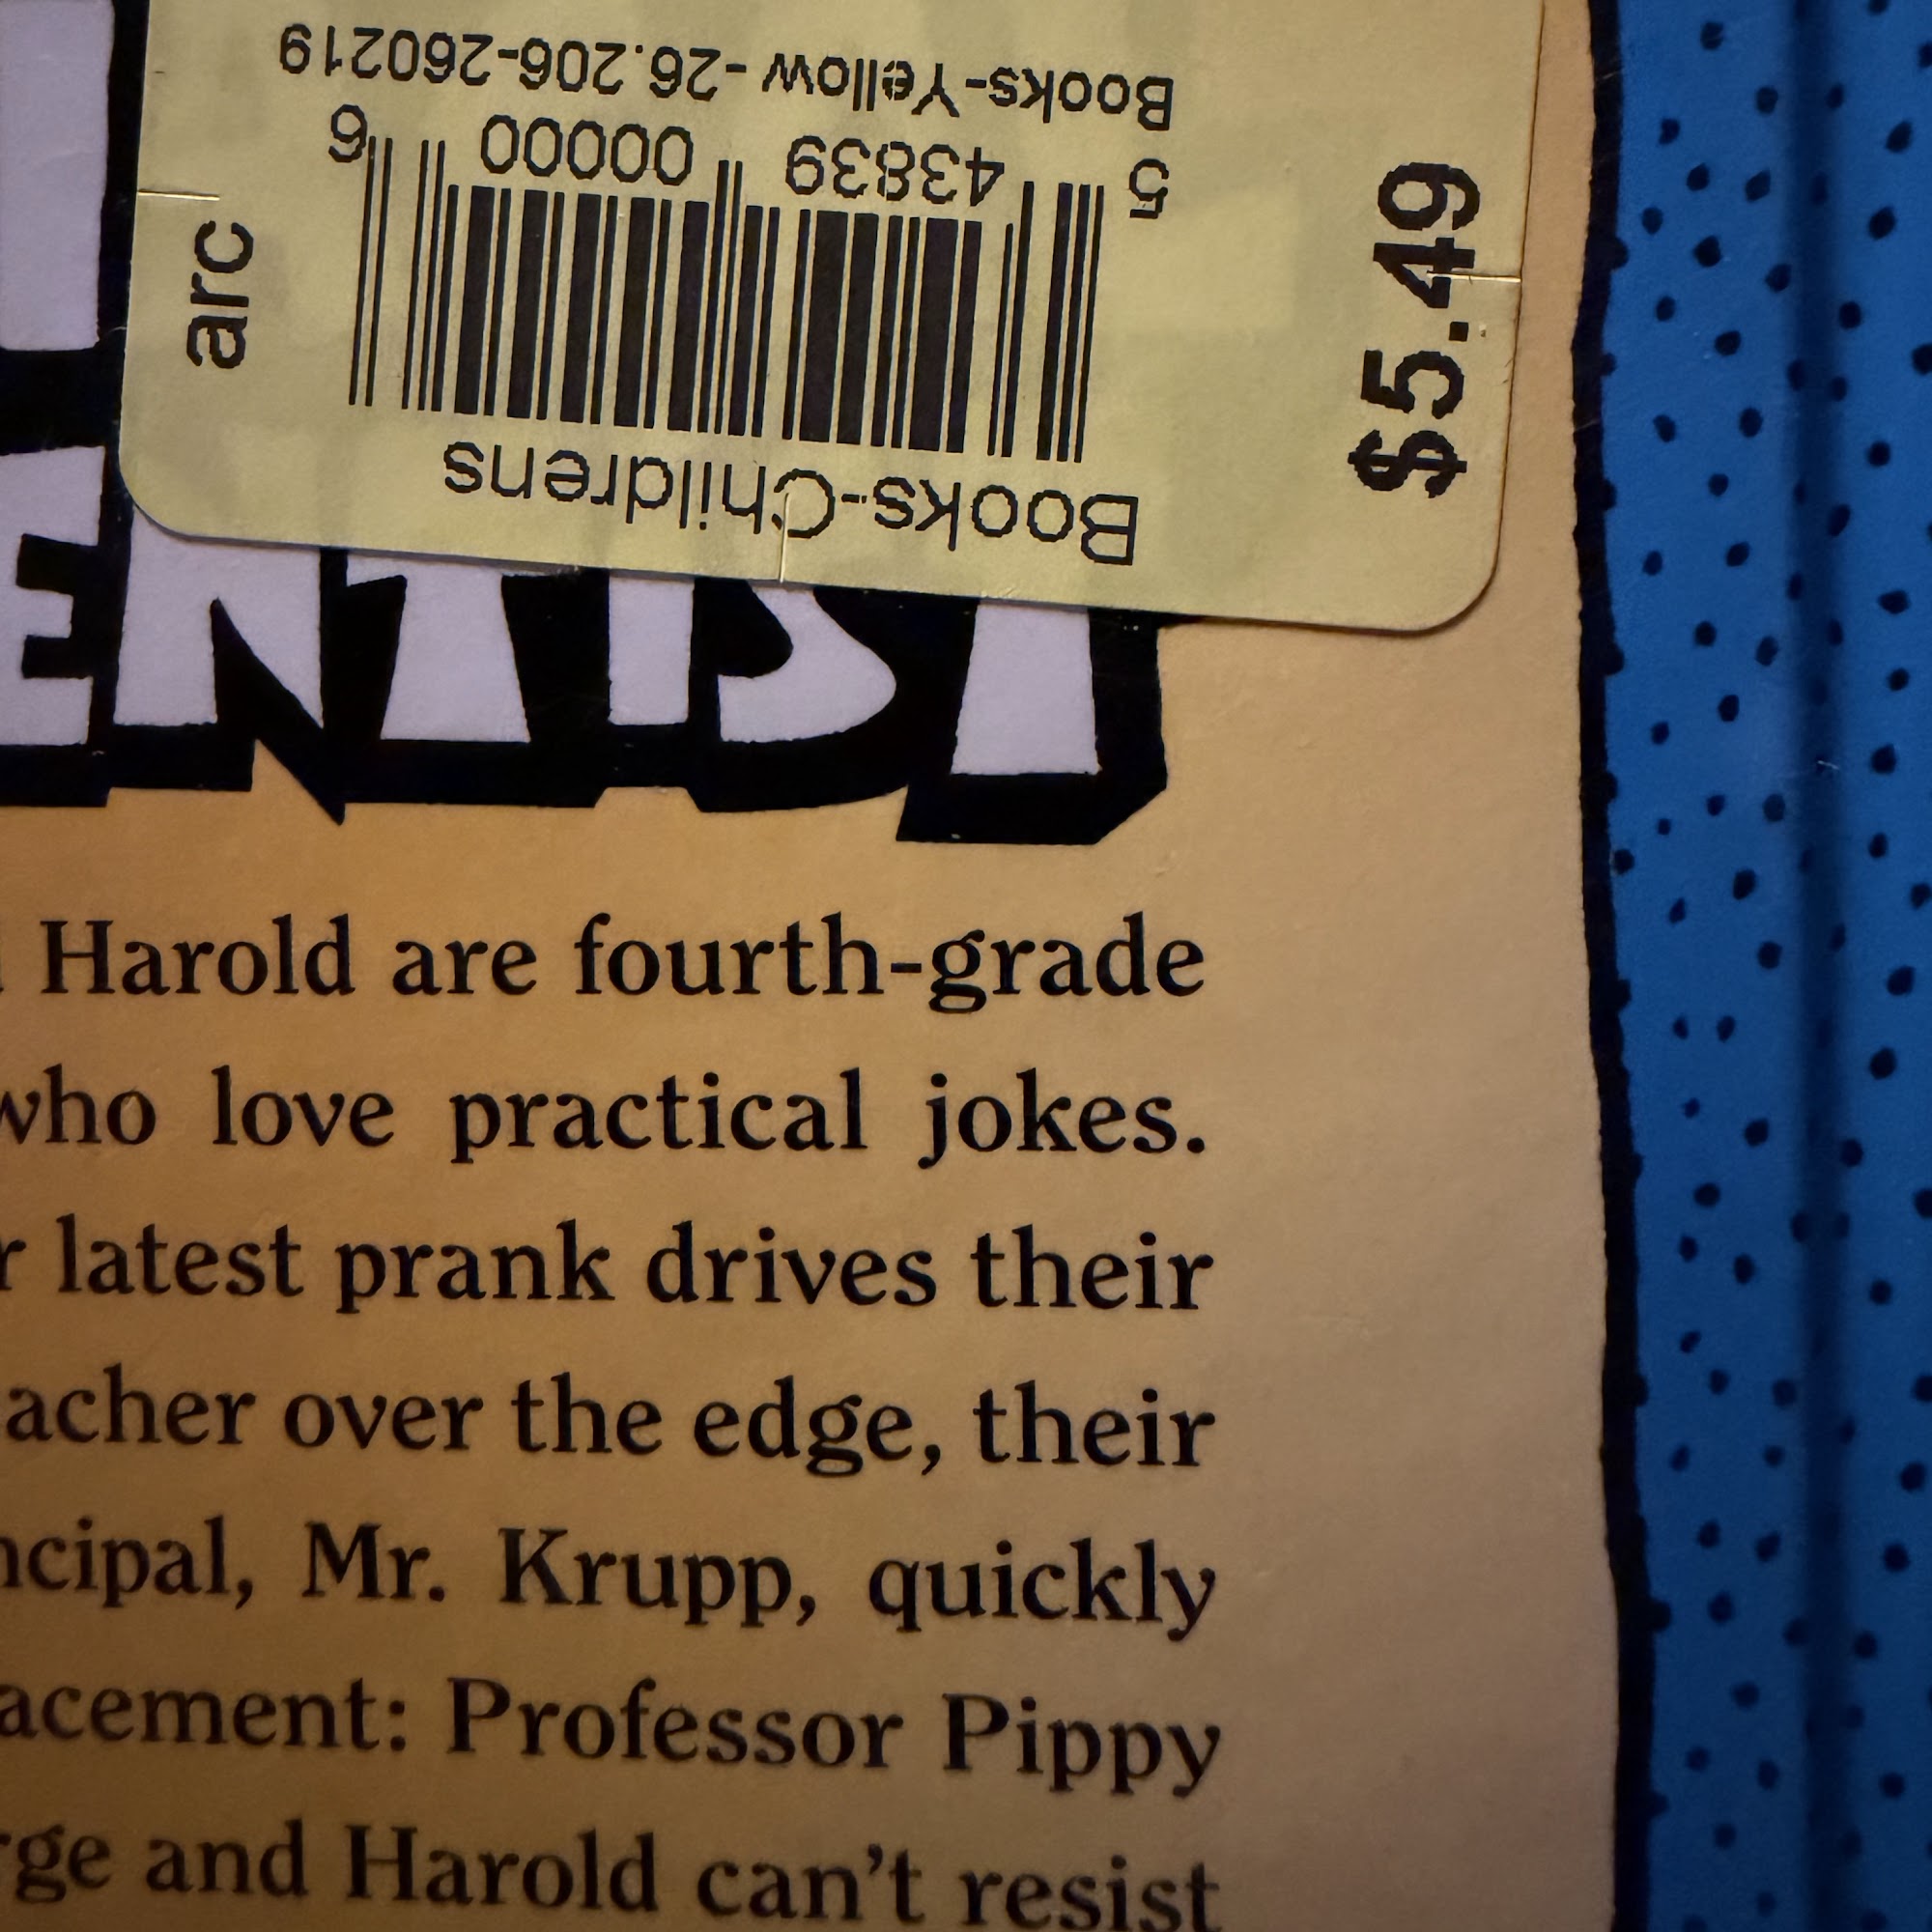 Books-Yellow -26.206-260219
5 43839 00000 6
Books-Childrens
arc
$5.49
ENTIST
Harold are fourth-grade
who love practical jokes.
r latest prank drives their
acher over the edge, their
ncipal, Mr. Krupp, quickly
acement: Professor Pippy
rge and Harold can't resist